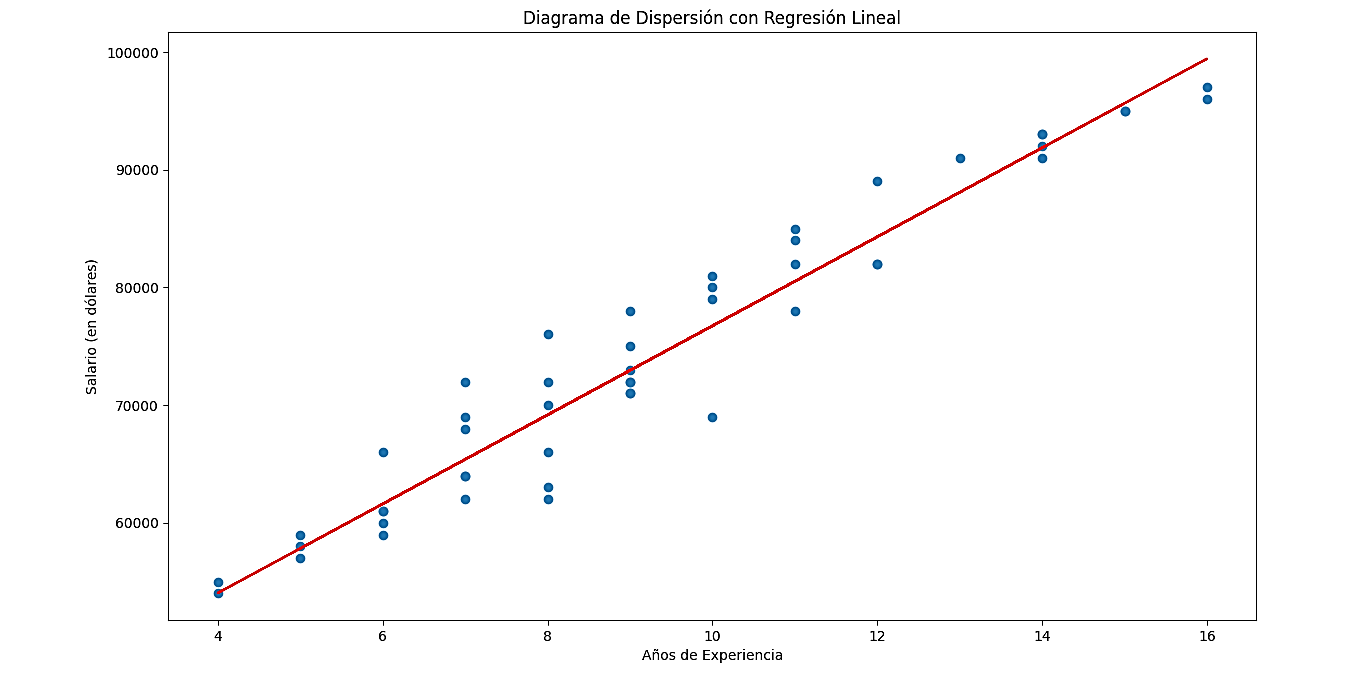 Diagrama de Dispersión con Regresión Lineal
100000
90000
80000
70000
60000
Salario (en dólares)
4 6 8 10 12 14 16
Años de Experiencia